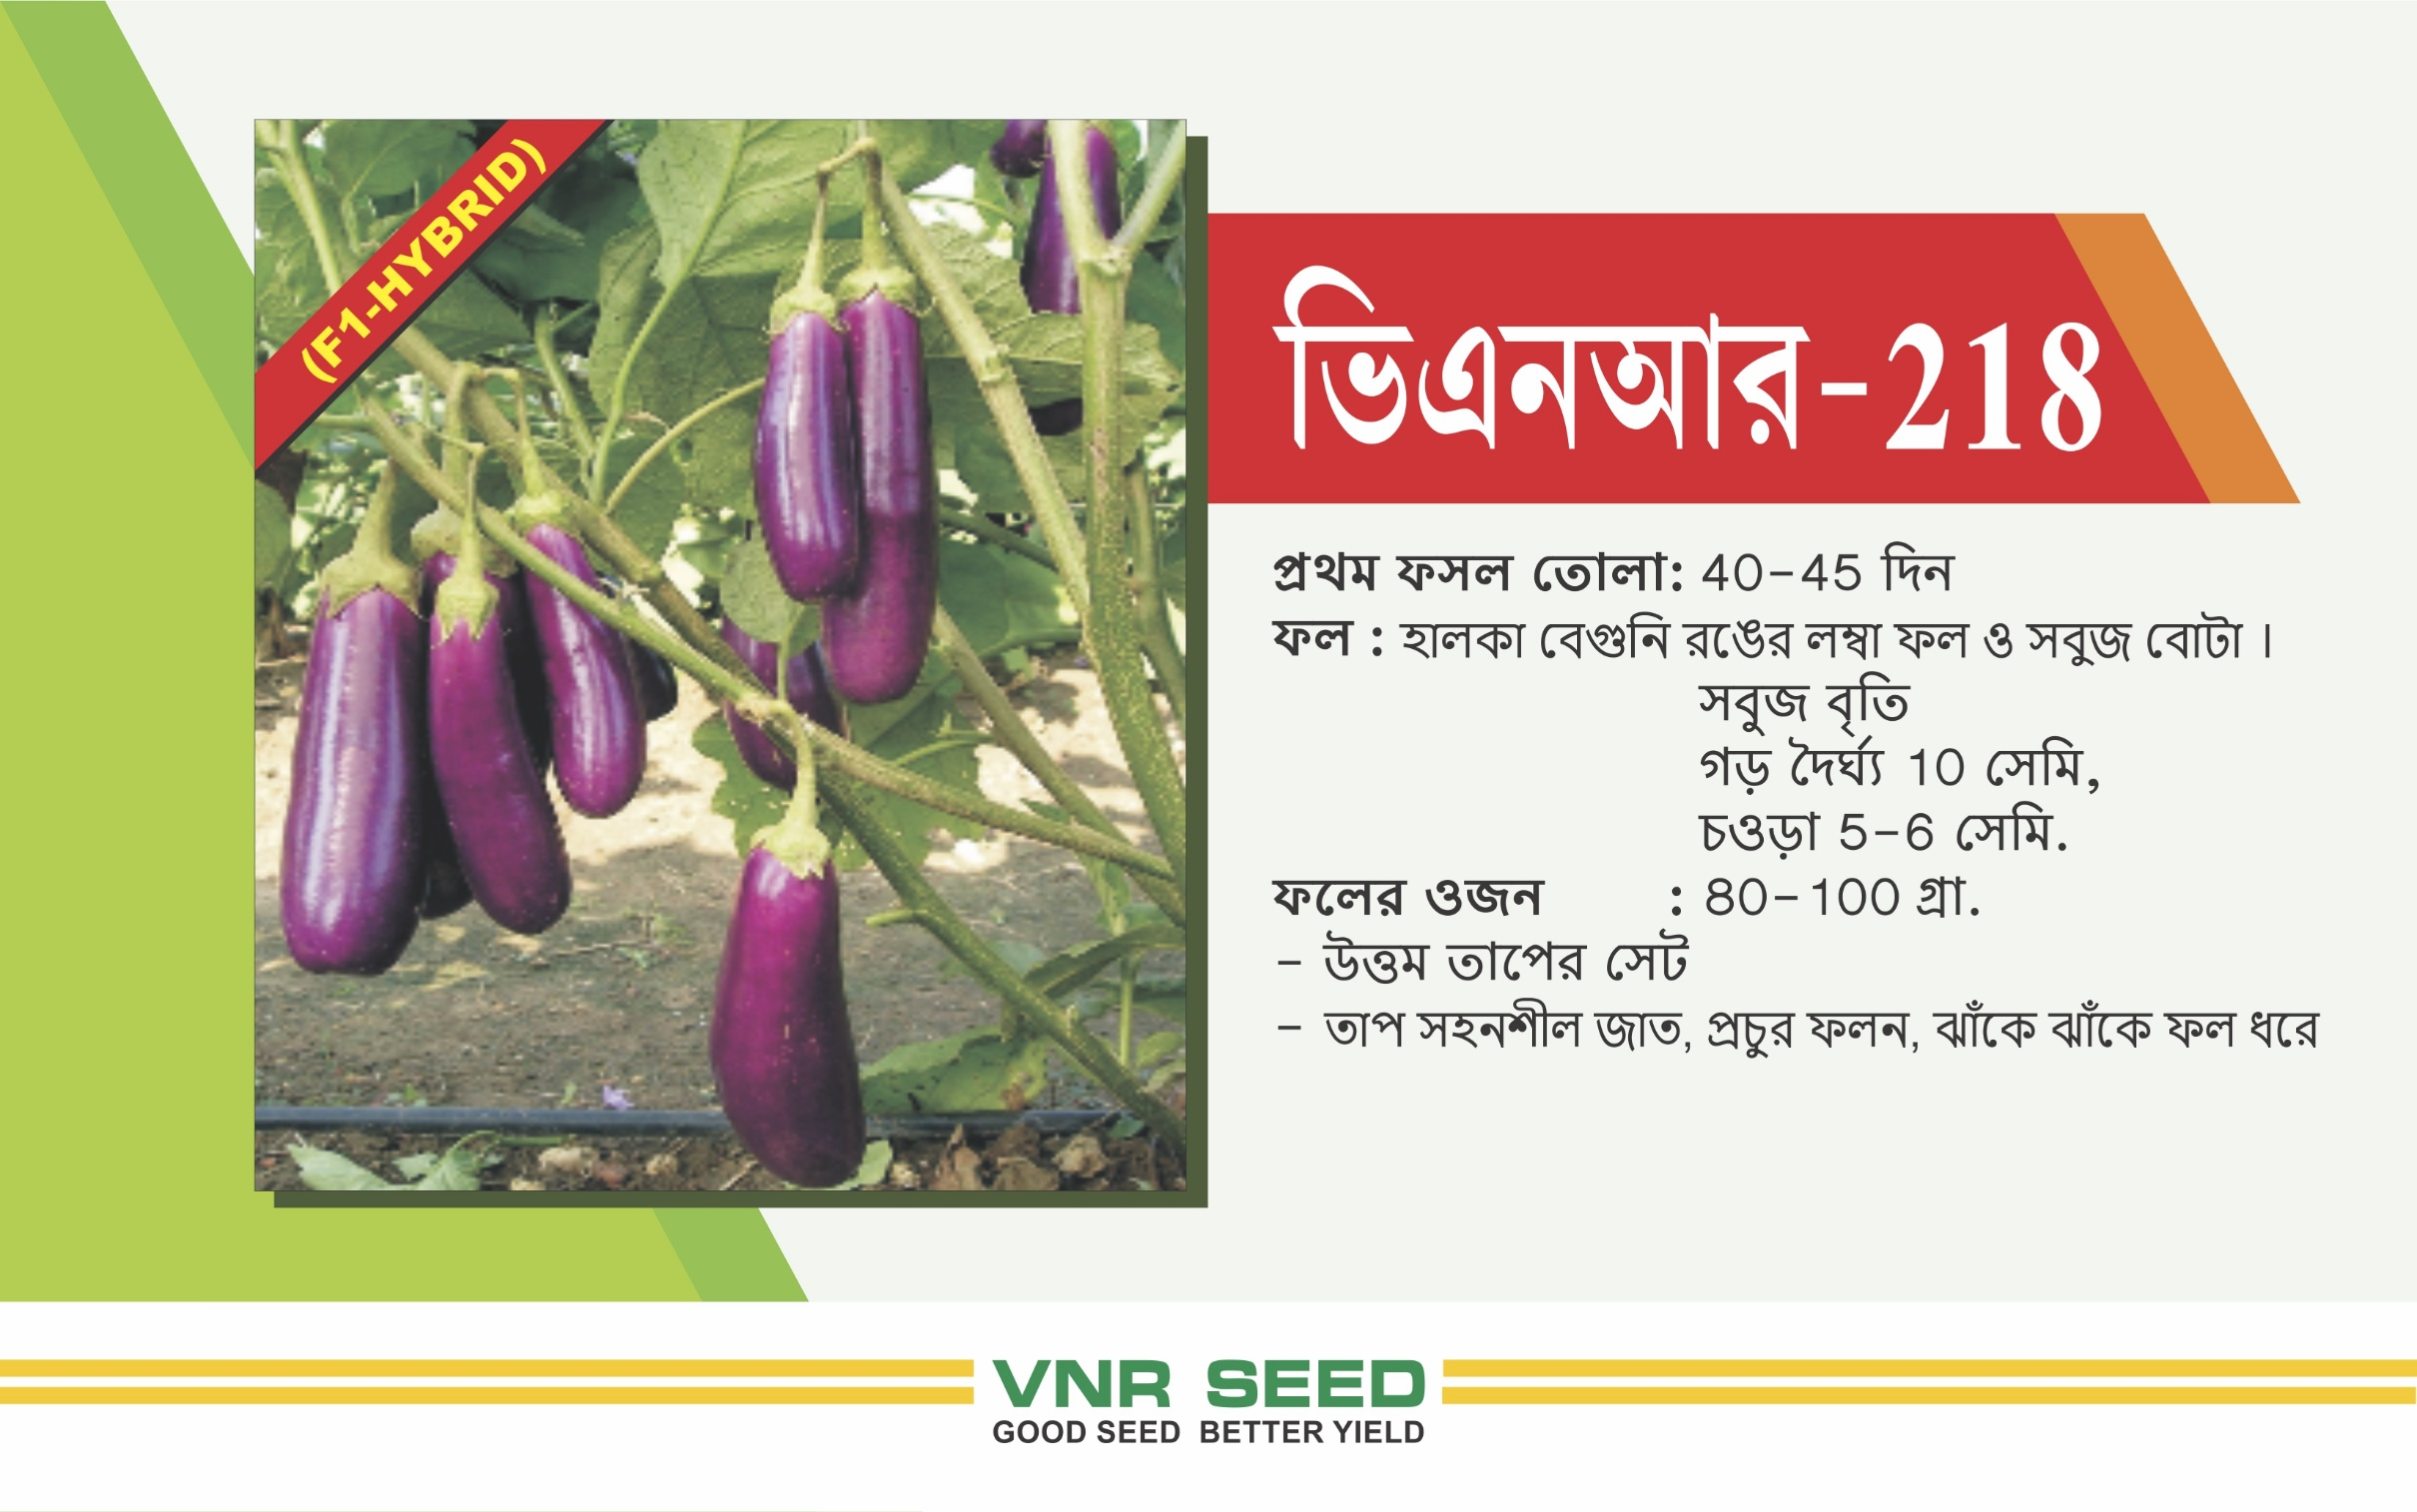 (F1-HYBRID))
ভিএনআর-218
প্রথম ফসল তোলা: 40-45 দিন
ফল : হালকা বেগুনি রঙের লম্বা ফল ও সবুজ বোটা ।
সবুজ বৃতি
গড় দৈর্ঘ্য 10 সেমি,
চওড়া 5-6 সেমি.
ফলের ওজন : 80-100 গ্রা.
- উত্তম তাপের সেট
- তাপ সহনশীল জাত, প্রচুর ফলন, ঝাঁকে ঝাঁকে ফল ধরে
VNR SEED
GOOD SEED BETTER YIELD